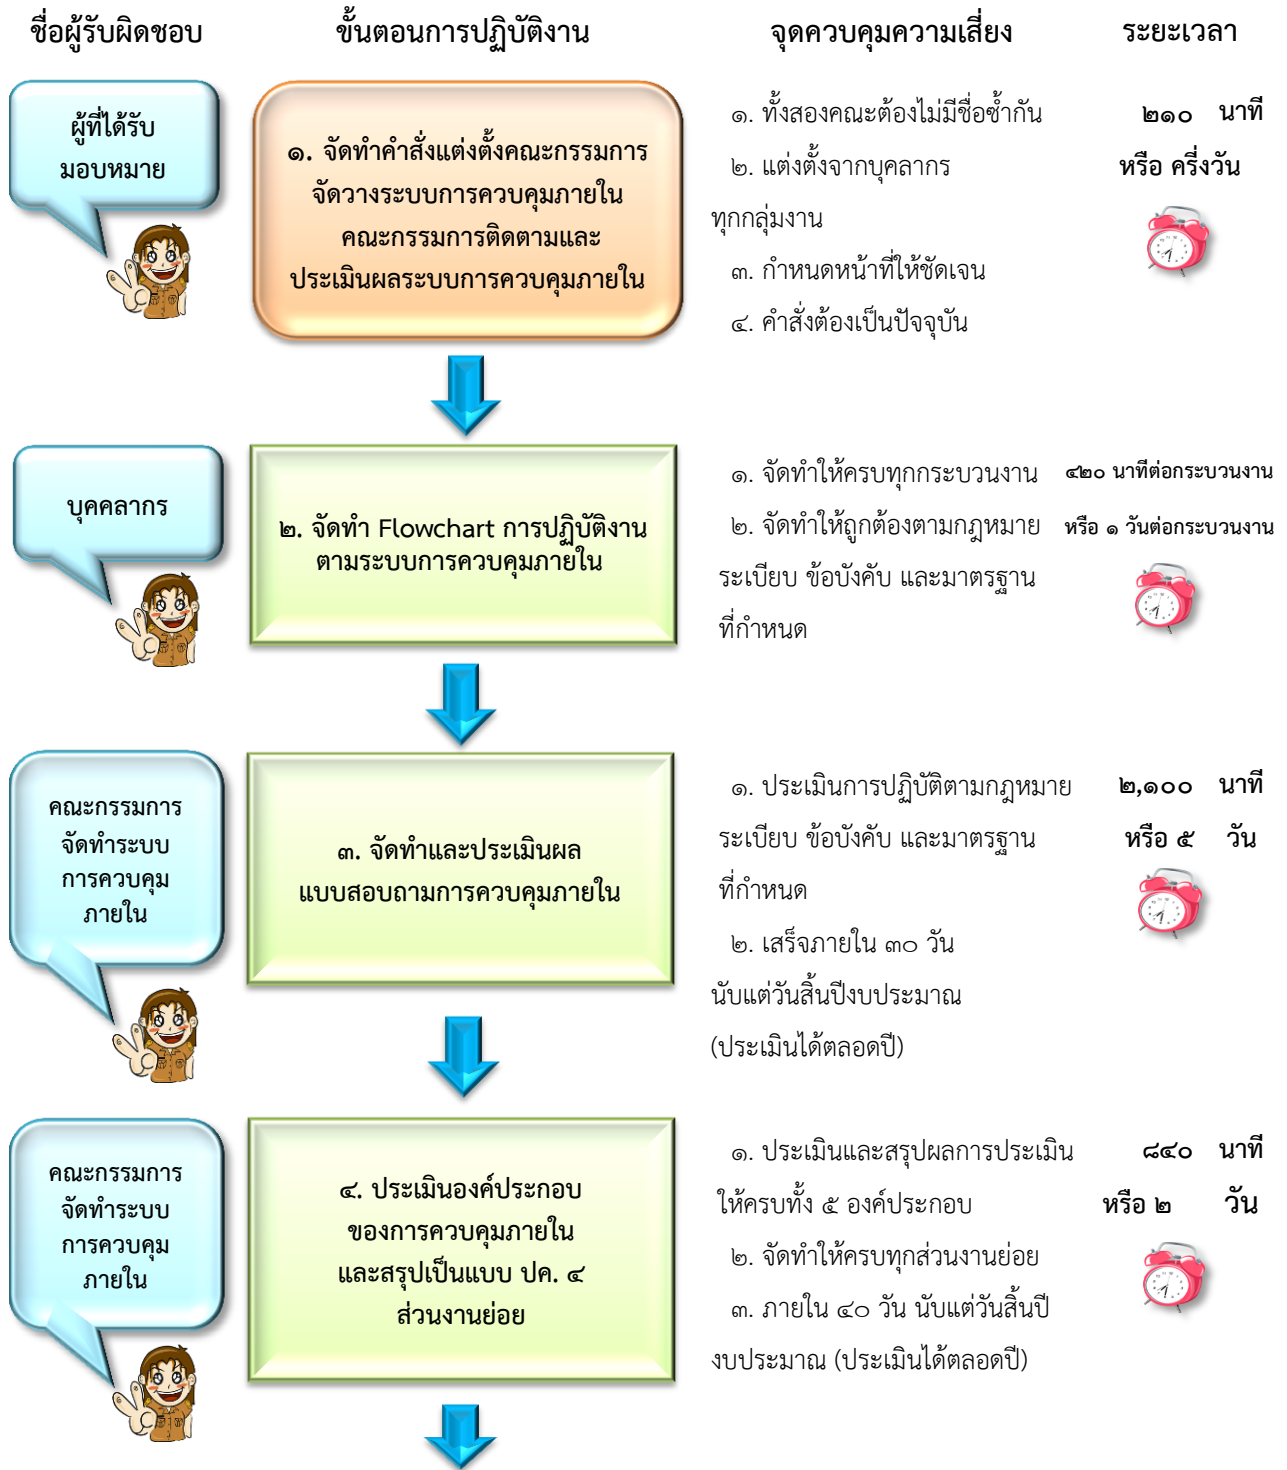 ชื่อผู้รับผิดชอบ
ขั้นตอนการปฏิบัติงาน
จุดควบคุมความเสี่ยง
ระยะเวลา
ผู้ที่ได้รับ
มอบหมาย
๑. จัดทำคำสั่งแต่งตั้งคณะกรรมการ
จัดวางระบบการควบคุมภายใน
คณะกรรมการติดตามและ
ประเมินผลระบบการควบคุมภายใน
๑. ทั้งสองคณะต้องไม่มีชื่อซ้ำกัน
๒. แต่งตั้งจากบุคลากร
ทุกกลุ่มงาน
๓. กำหนดหน้าที่ให้ชัดเจน
๔. คำสั่งต้องเป็นปัจจุบัน
๒๑๐ นาที
หรือ ครึ่งวัน
บุคคลากร
๒. จัดทำ Flowchart การปฏิบัติงาน
ตามระบบการควบคุมภายใน
๑. จัดทำให้ครบทุกกระบวนงาน
๒. จัดทำให้ถูกต้องตามกฎหมาย
ระเบียบ ข้อบังคับ และมาตรฐาน
ที่กำหนด
๔๒๐ นาทีต่อกระบวนงาน
หรือ ๑ วันต่อกระบวนงาน
คณะกรรมการ
จัดทำระบบ
การควบคุม
ภายใน
๓. จัดทำและประเมินผล
แบบสอบถามการควบคุมภายใน
๑. ประเมินการปฏิบัติตามกฎหมาย
ระเบียบ ข้อบังคับ และมาตรฐาน
ที่กำหนด
๒. เสร็จภายใน ๓๐ วัน
นับแต่วันสิ้นปีงบประมาณ
(ประเมินได้ตลอดปี)
๒,๑๐๐ นาที
หรือ ๕ วัน
คณะกรรมการ
จัดทำระบบ
การควบคุม
ภายใน
๔. ประเมินองค์ประกอบ
ของการควบคุมภายใน
และสรุปเป็นแบบ ปค. ๔
ส่วนงานย่อย
๑. ประเมินและสรุปผลการประเมิน
ให้ครบทั้ง ๕ องค์ประกอบ
๒. จัดทำให้ครบทุกส่วนงานย่อย
๓. ภายใน ๔๐ วัน นับแต่วันสิ้นปี
งบประมาณ (ประเมินได้ตลอดปี)
๘๔๐ นาที
หรือ ๒ วัน